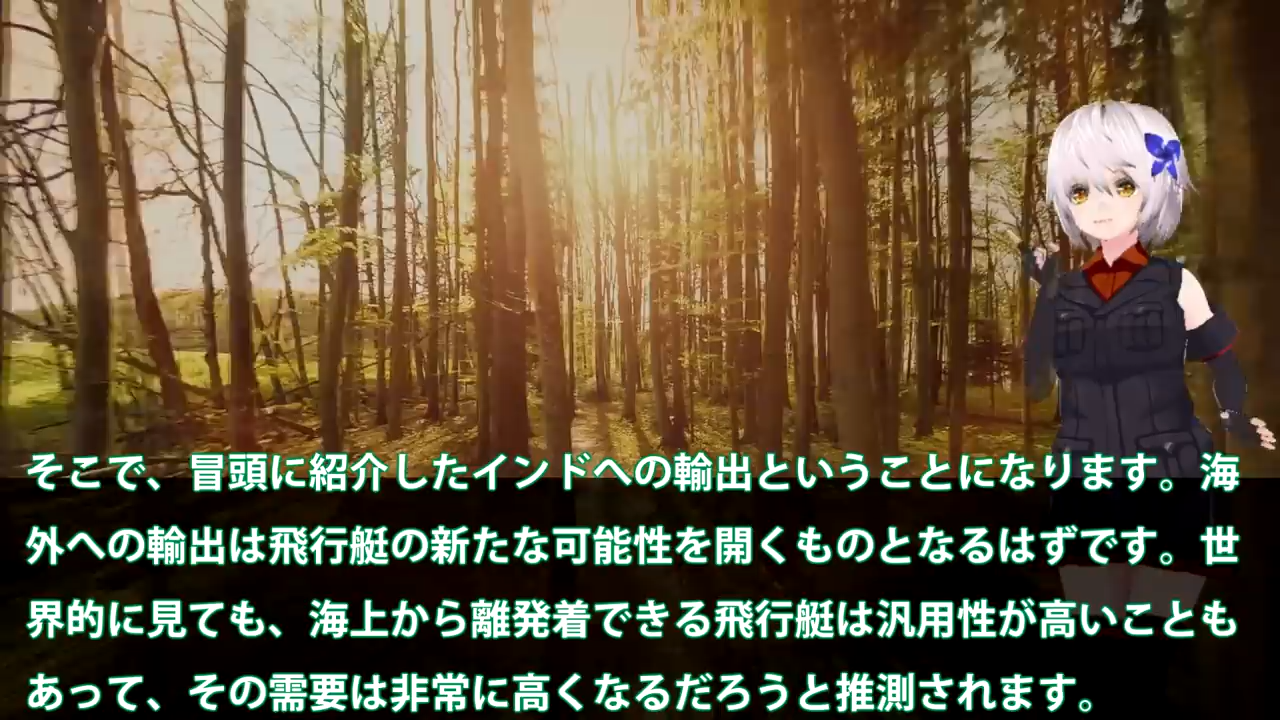 そこで、冒頭に紹介したインドへの輸出ということになります。海
外への輸出は飛行艇の新たな可能性を開くものとなるはずです。世
界的に見ても、海上から離発着できる飛行艇は汎用性が高いことも
あって、その需要は非常に高くなるだろうと推測されます。